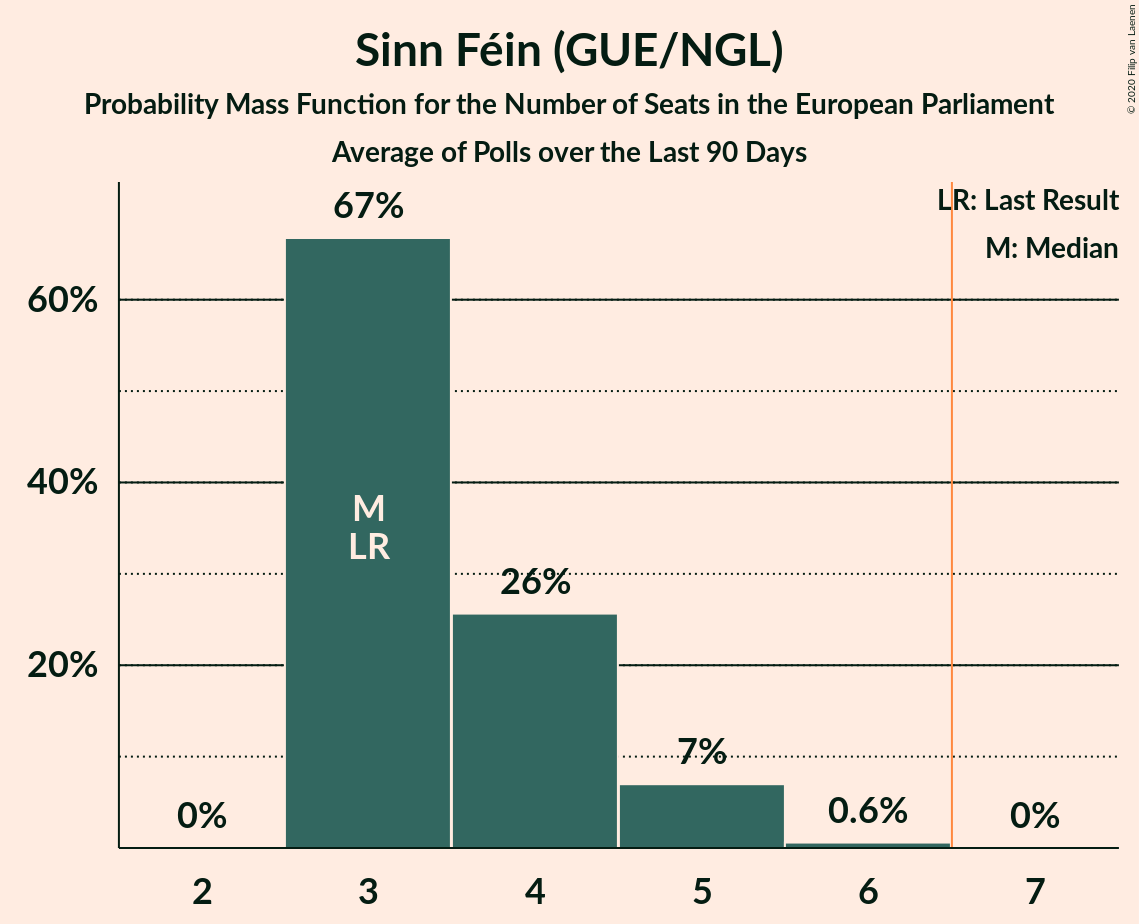 Sinn Féin (GUE/NGL)
Probability Mass Function for the Number of Seats in the European Parliament
Average of Polls over the Last 90 Days
© 2020 Filip van Laenen
LR: Last Result
M: Median
67%
60%
M
40%
LR
26%
20%
7%
0%
0.6%
0%
2 3 4 5 6 7